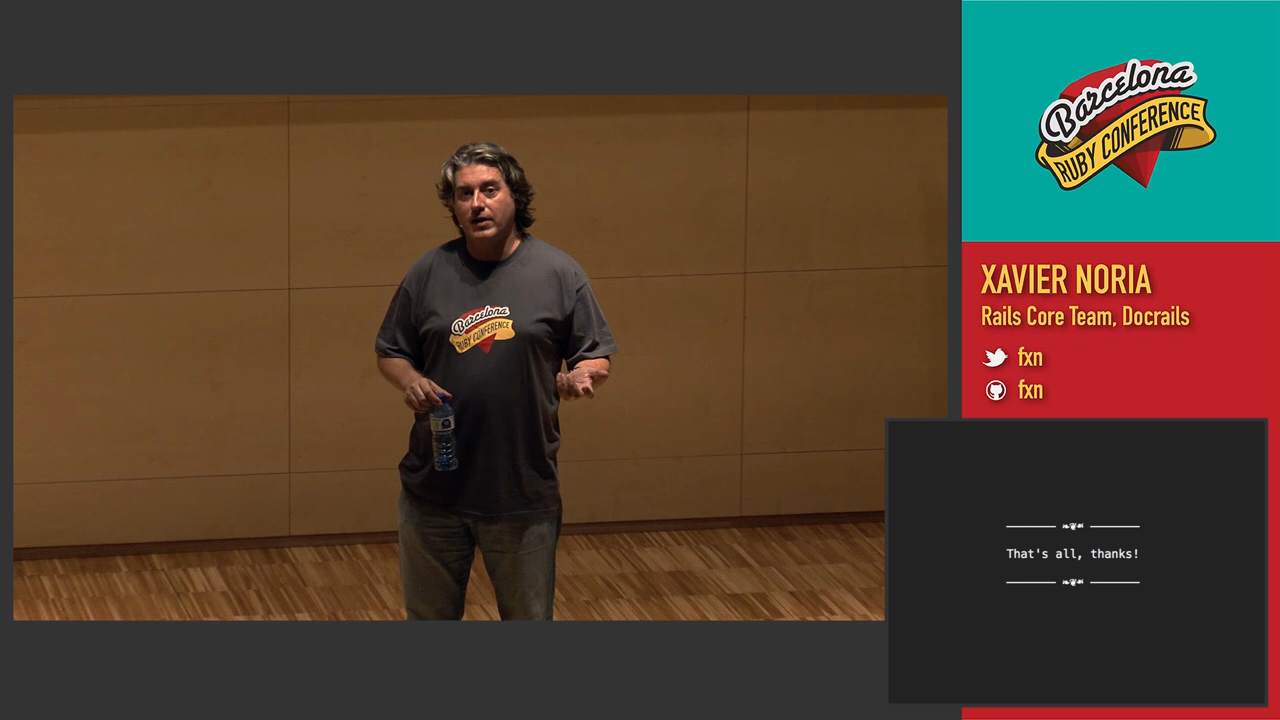 Barcelona
RUBY CONFERENCE
XAVIER NORIA
Rails Core Team, Docrails
fxn
fxn
Barcelona
RUBY CONFERENCE
That's all, thanks!